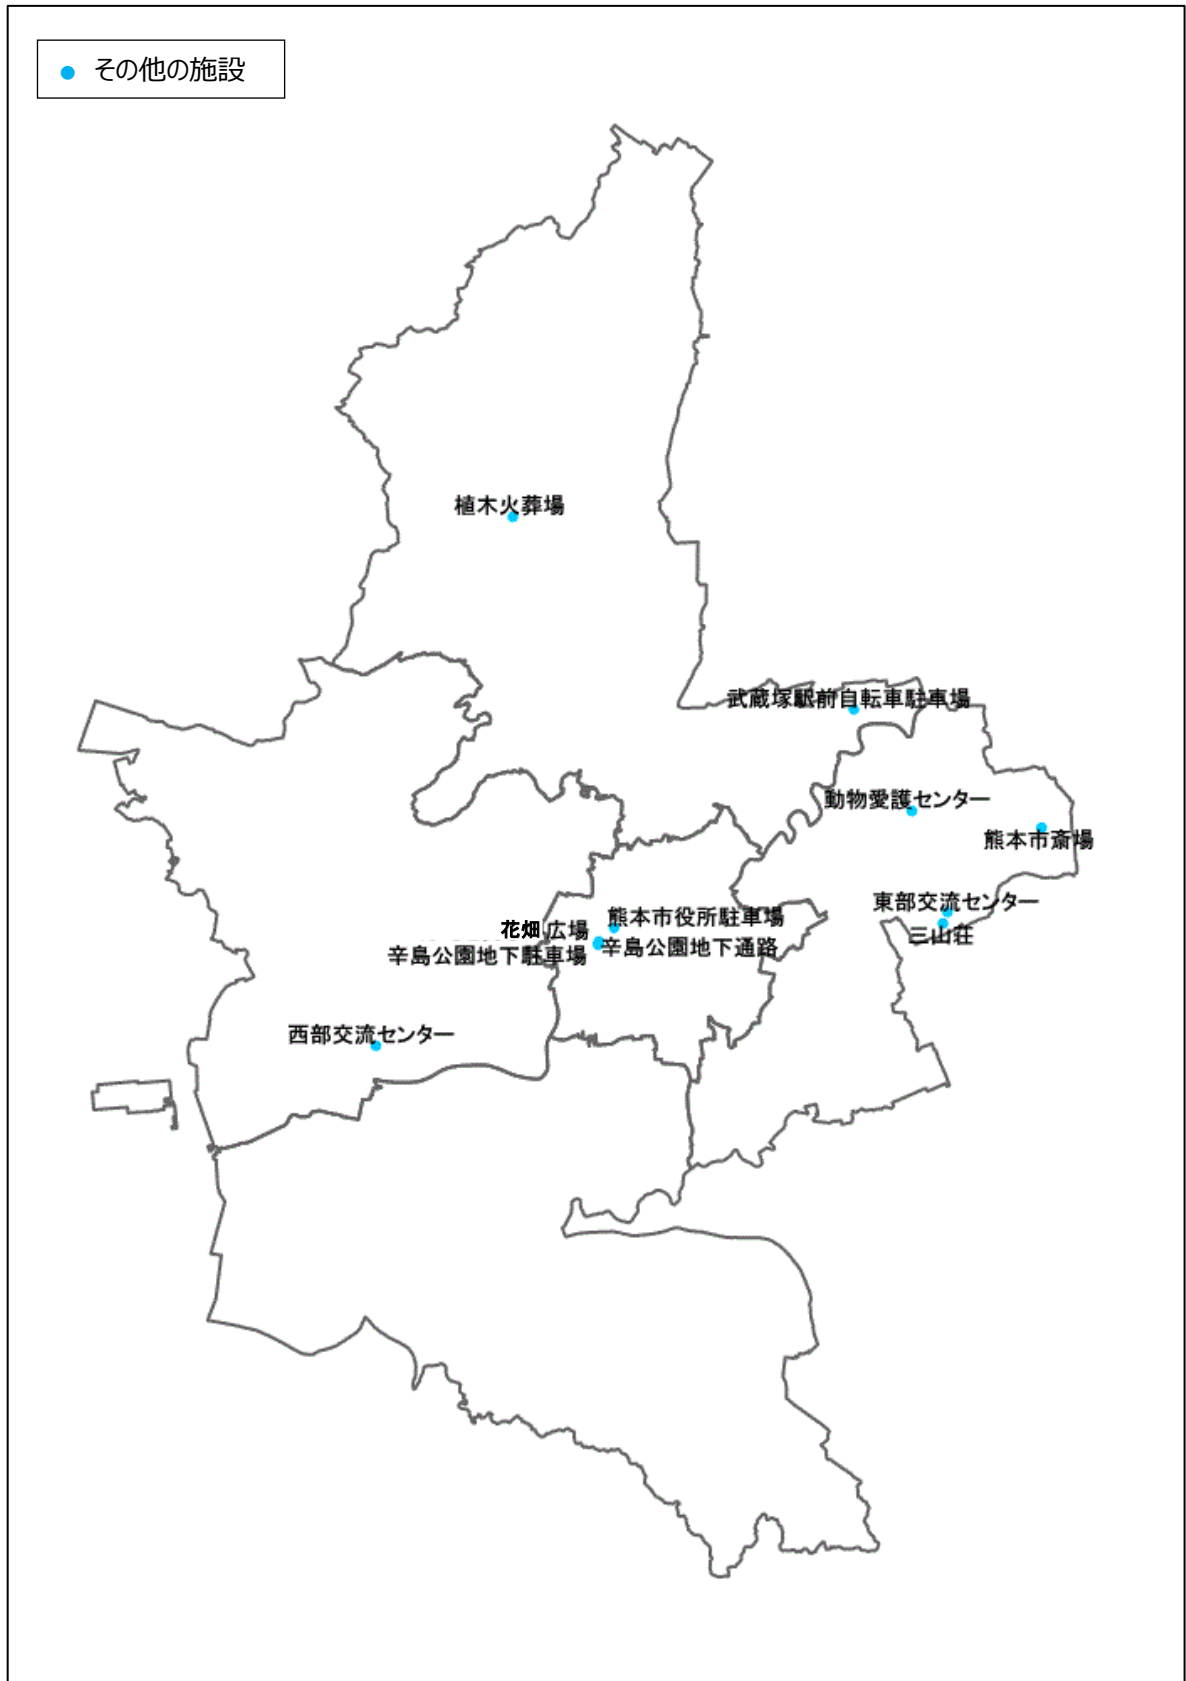 その他の施設
植木火葬場
武蔵塚駅前自転車駐車場
動物愛護センター
熊本市斎場
東部交流センター
三山荘
熊本市役所駐車場
花畑広場
辛島公園地下通路
辛島公園地下駐車場
西部交流センター